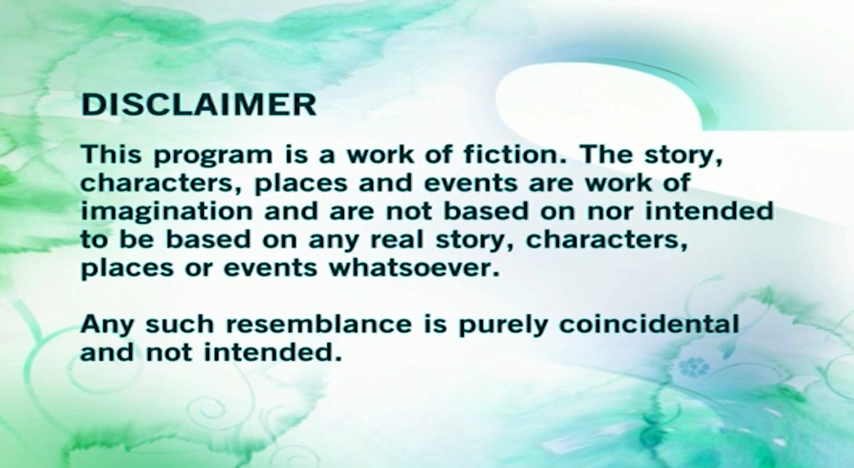 DISCLAIMER
This program is a work of fiction. The story,
characters, places and events are work of
imagination and are not based on nor intended
to be based on any real story, characters,
places or events whatsoever.
Any such resemblance is purely coincidental
and not intended.